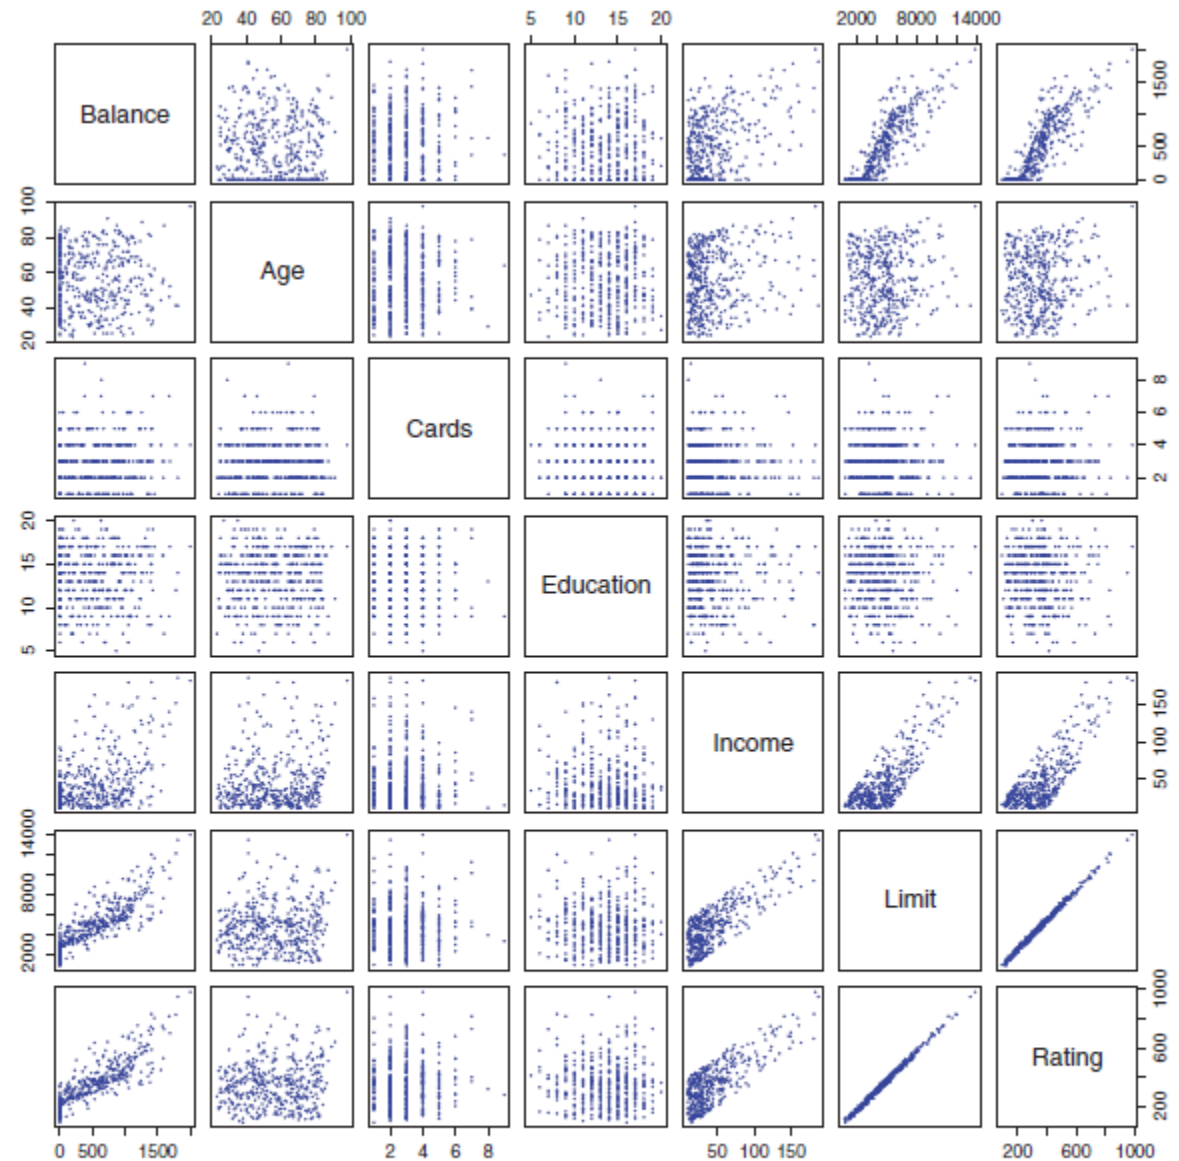 20 40 60 80 100 5 10 15 20 2000 8000 14000
Balance
0 500 1500
20 40 60 80 100
Age
Cards
2 4 6 8
5 10 15 20
Education
Income
50 100 150
2000 8000 14000
Limit
Rating
200 600 1000
0 500 1500 2 4 6 8 50 100 150 200 600 1000